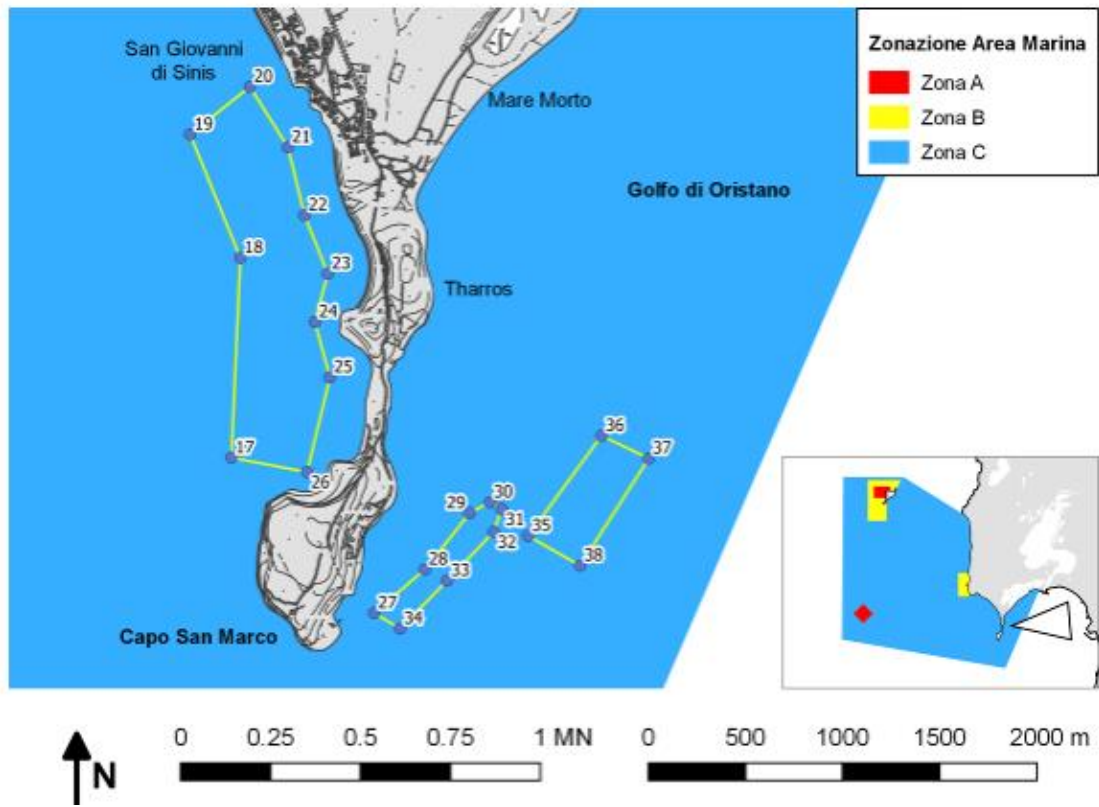 San Giovanni
di Sinis
20
19
21
Mare Morto
Zonazione Area Marina
Zona A
Zona B
Zona C
Golfo di Oristano
22
18
23
Tharros
24
25
36
37
17
26
30
29
31
35
32
28
38
33
27
34
Capo San Marco
N
0 0.25 0.5 0.75 1 MN
0 500 1000 1500 2000 m